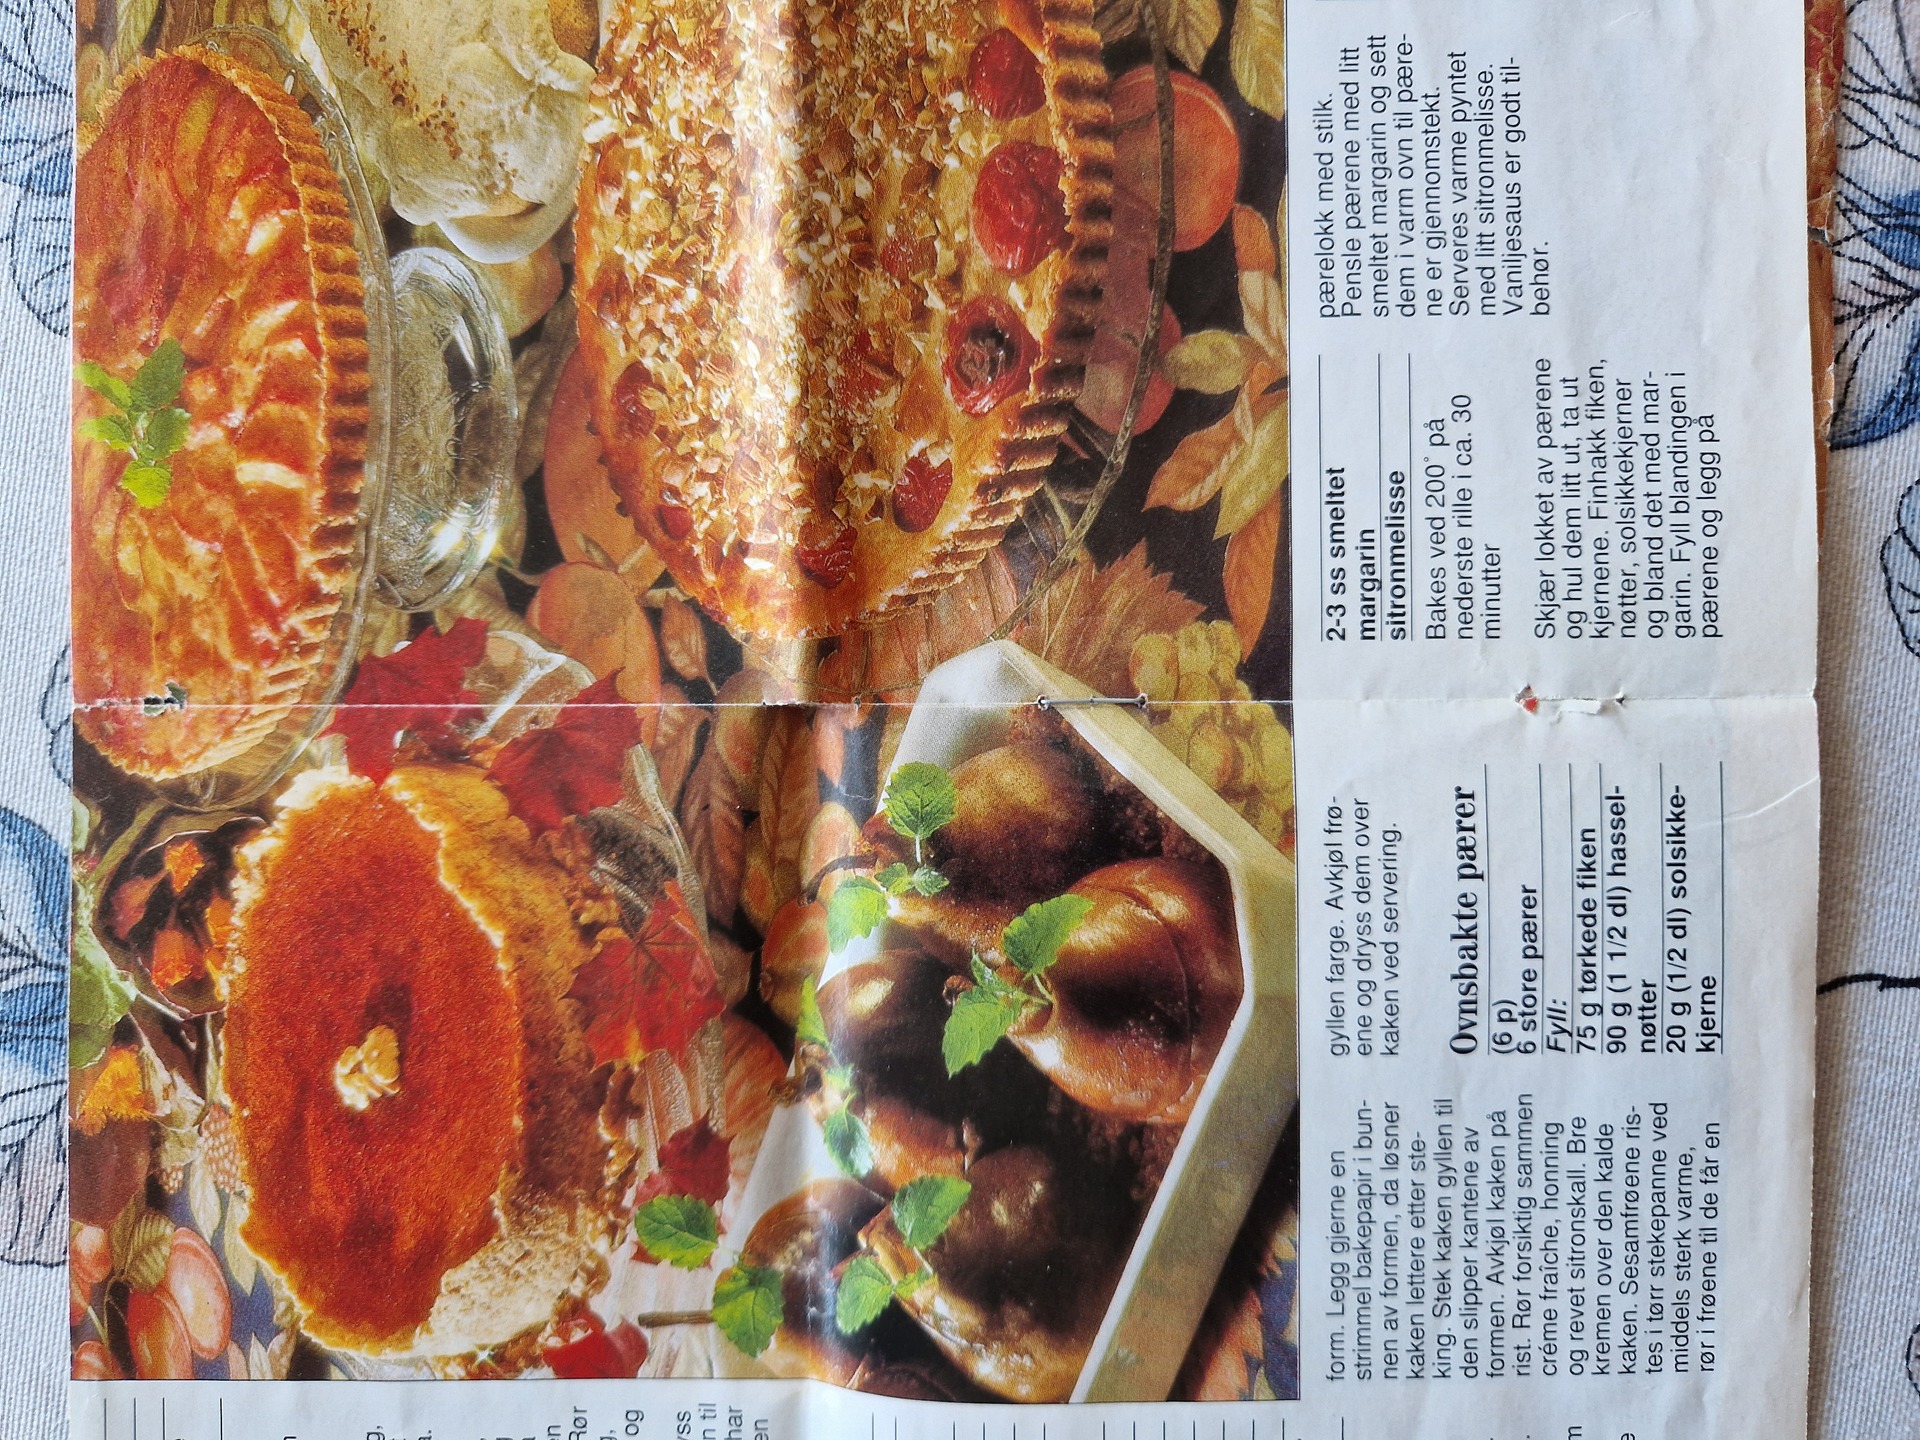 g,
a.
en
Rør
g,
og
n til
har
en
form. Legg gjerne en
strimmel bakepapir i bun-
nen av formen, da løsner
kaken lettere etter ste-
king. Stek kaken gyllen til
den slipper kantene av
formen. Avkjøl kaken på
rist. Rør forsiktig sammen
créme fraîche, honning
og revet sitronskall. Bre
kremen over den kalde
kaken. Sesamfrøene ris-
tes i tørr stekepanne ved
middels sterk varme,
rør i frøene til de får en
gyllen farge. Avkjøl frø-
ene og dryss dem over
kaken ved servering.
Ovnsbakte pærer
(6 p)
6 store pærer
Fyll:
75 g tørkede fiken
90 g (1 1/2 dl) hassel-
nøtter
20 g (1/2 dl) solsikke-
kjerne
2-3 ss smeltet
margarin
sitronmelisse
Bakes ved 200° på
nederste rille i ca. 30
minutter
Skjær lokket av pærene
og hul dem litt ut, ta ut
kjernene. Finhakk fiken,
nøtter, solsikkekjerner
og bland det med mar-
garin. Fyll blandingen i
pærene og legg på
pærelokk med stilk.
Pensle pærene med litt
smeltet margarin og sett
dem i varm ovn til pære-
ne er gjennomstekt.
Serveres varme pyntet
med litt sitronmelisse.
Vaniljesaus er godt til-
behør.